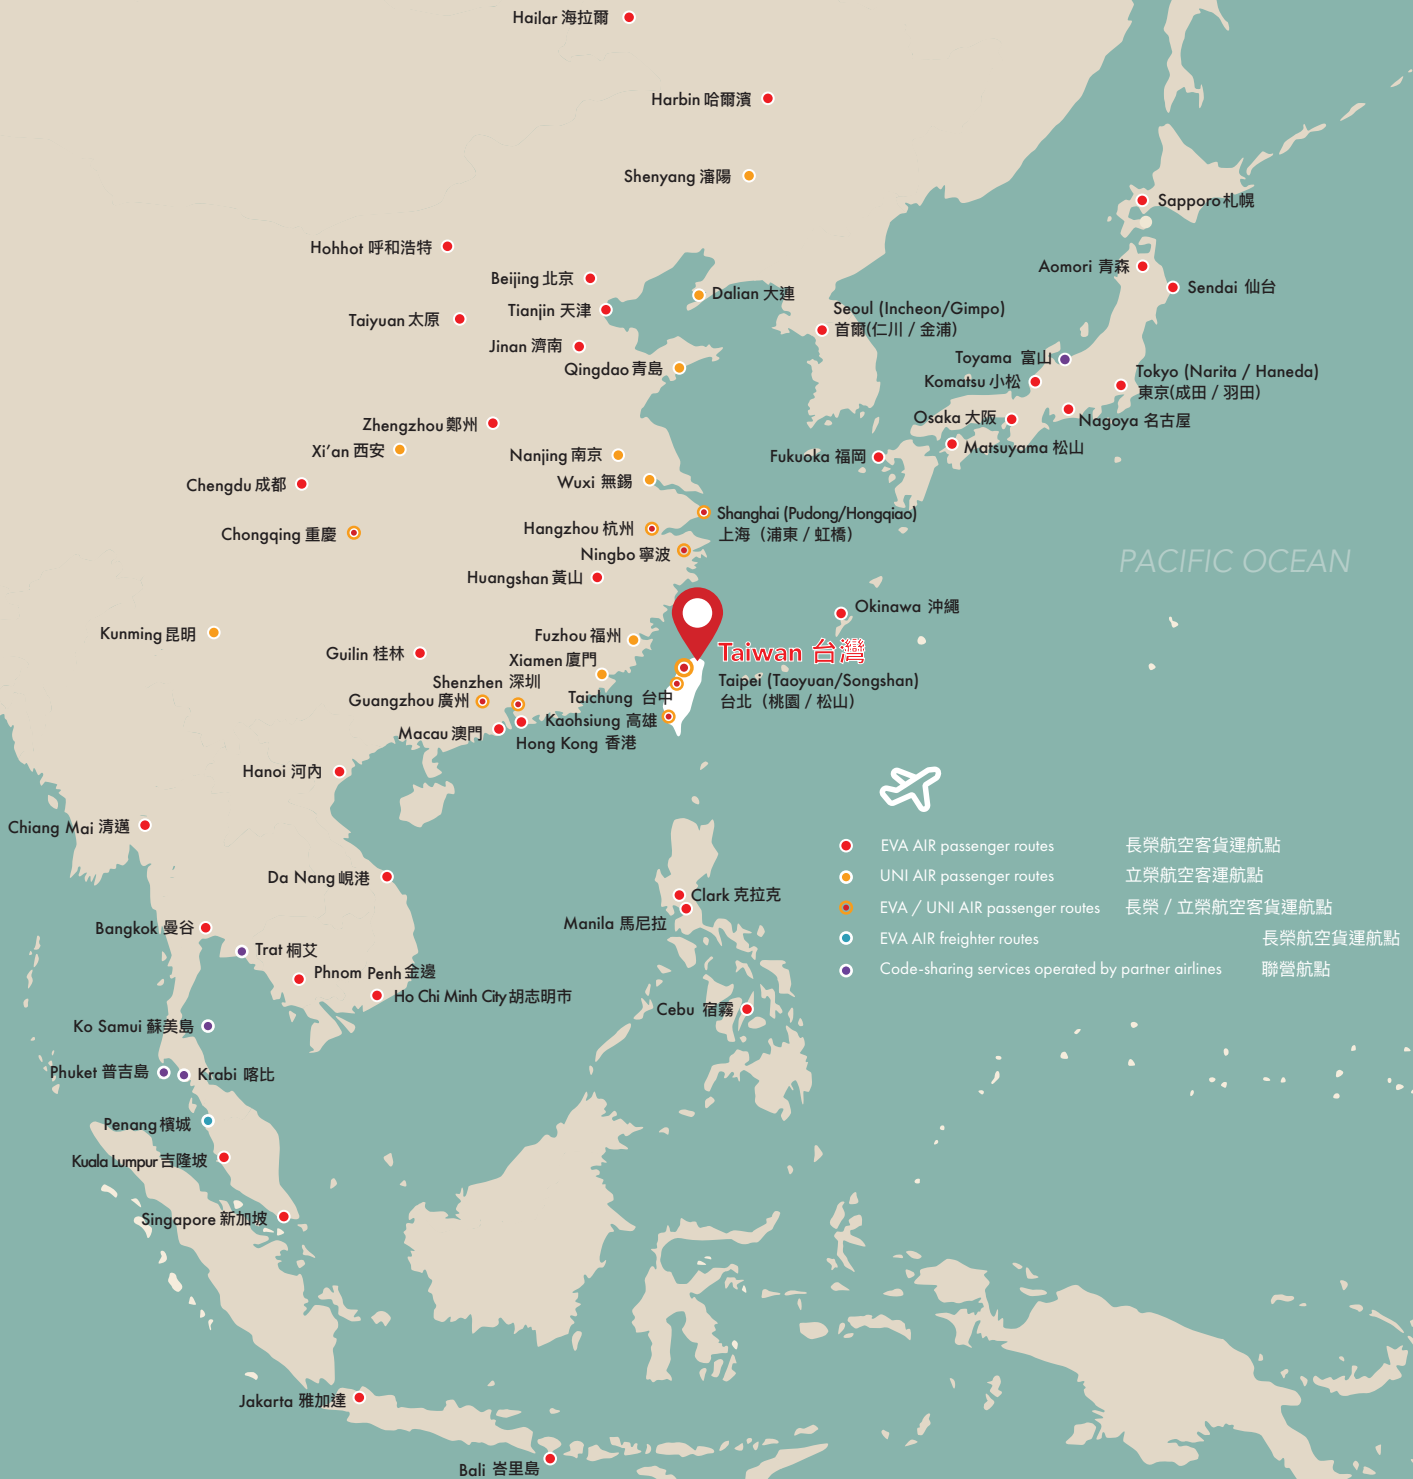 Hailar 海拉爾
Harbin 哈爾濱
Shenyang 瀋陽
Sapporo 札幌
Hohhot 呼和浩特
Aomori 青森
Beijing 北京
Sendai 仙台
Dalian 大連
Tianjin 天津
Seoul (Incheon/Gimpo)
首爾(仁川 / 金浦)
Taiyuan 太原
Jinan 濟南
Toyama 富山
Qingdao 青島
Tokyo (Narita / Haneda)
東京(成田 / 羽田)
Komatsu 小松
Osaka 大阪
Nagoya 名古屋
Zhengzhou 鄭州
Xi'an 西安
Matsuyama 松山
Nanjing 南京
Fukuoka 福岡
Wuxi 無錫
Chengdu 成都
Shanghai (Pudong/Hongqiao)
上海（浦東 / 虹橋）
Hangzhou 杭州
Chongqing 重慶
Ningbo 寧波
PACIFIC OCEAN
Huangshan 黃山
Okinawa 沖繩
Kunming 昆明
Fuzhou 福州
Guilin 桂林
Taiwan 台灣
Xiamen 廈門
Shenzhen 深圳
Taipei (Taoyuan/Songshan)
台北（桃園 / 松山）
Taichung 台中
Guangzhou 廣州
Kaohsiung 高雄
Macau 澳門
Hong Kong 香港
Hanoi 河內
Chiang Mai 清邁
EVA AIR passenger routes 長榮航空客貨運航點
UNI AIR passenger routes 立榮航空客貨運航點
EVA / UNI AIR passenger routes 長榮 / 立榮航空客貨運航點
EVA AIR freighter routes 長榮航空貨運航點
Code-sharing services operated by partner airlines 聯營航點
Da Nang 峴港
Clark 克拉克
Manila 馬尼拉
Bangkok 曼谷
Trat 桐艾
Phnom Penh 金邊
Ho Chi Minh City 胡志明市
Cebu 宿霧
Ko Samui 蘇美島
Phuket 普吉島
Krabi 喀比
Penang 檳城
Kuala Lumpur 吉隆坡
Singapore 新加坡
Jakarta 雅加達
Bali 峇里島